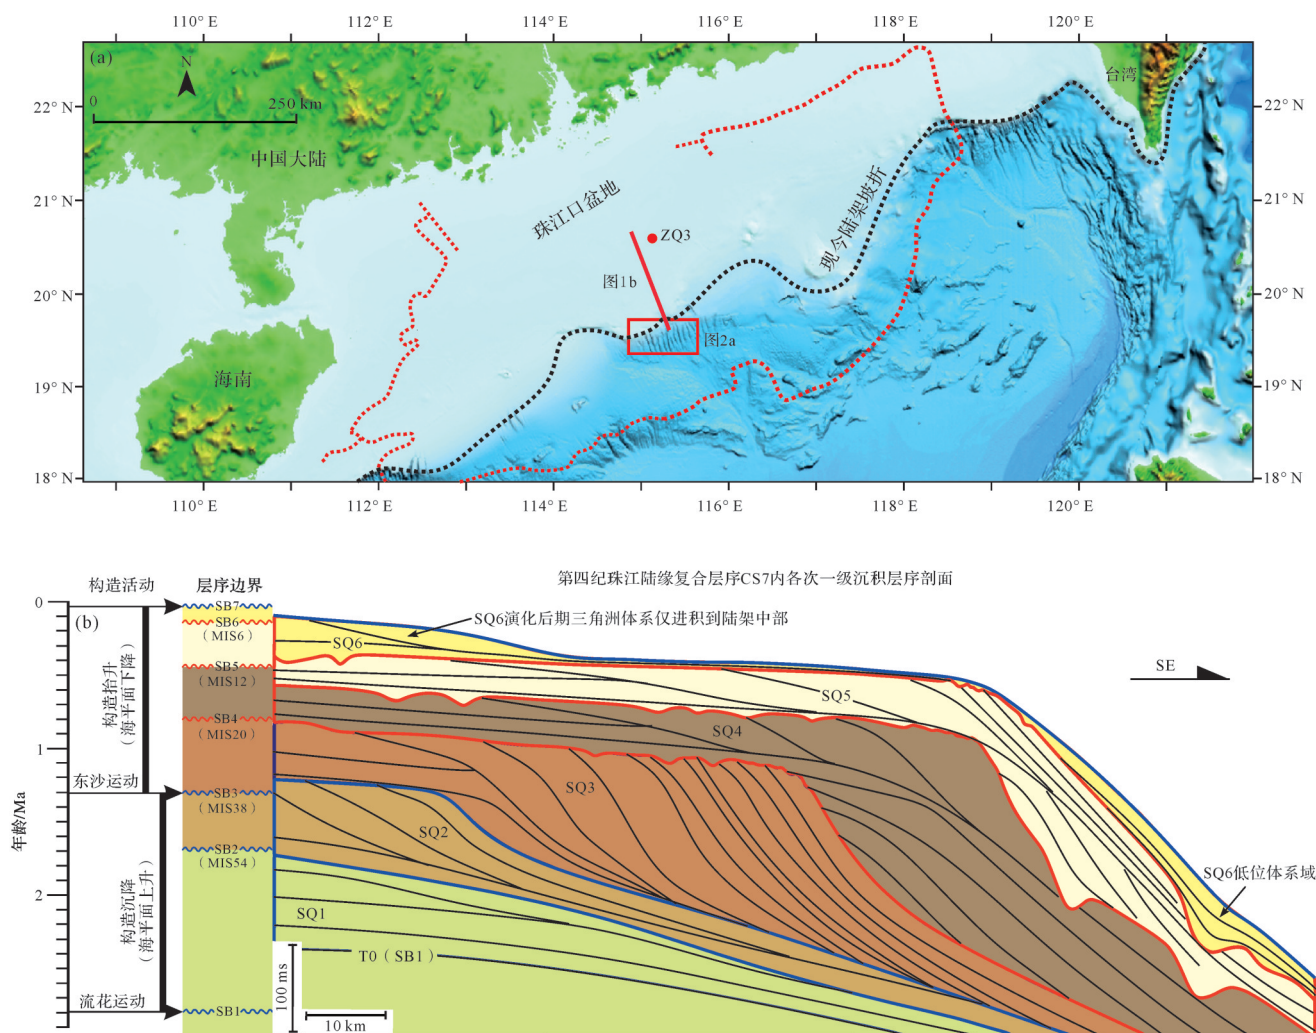 110° E 112° E 114° E 116° E 118° E 120° E
(a)
N
0 250 km
22° N
台湾
22° N
中国大陆
21° N
珠江口盆地
现今陆架坡折
21° N
ZQ3
图1b
20° N
20° N
图2a
海南
19° N
19° N
18° N
18° N
110° E 112° E 114° E 116° E 118° E 120° E
构造活动
层序边界
第四纪珠江陆缘复合层序CS7内各次一级沉积层序剖面
0
(b)
SB7
SB6
(MIS6)
SQ6
SQ6演化后期三角洲体系仅进积到陆架中部
SE
构造抬升
(海平面下降)
SB5
(MIS12)
SQ5
SB4
(MIS20)
SQ4
1
东沙运动
SB3
(MIS38)
SQ3
SQ2
年龄/Ma
SB2
(MIS54)
SQ6低位体系域
2
构造沉降
(海平面上升)
SQ1
T0(SB1)
100 ms
流花运动
SB1
10 km